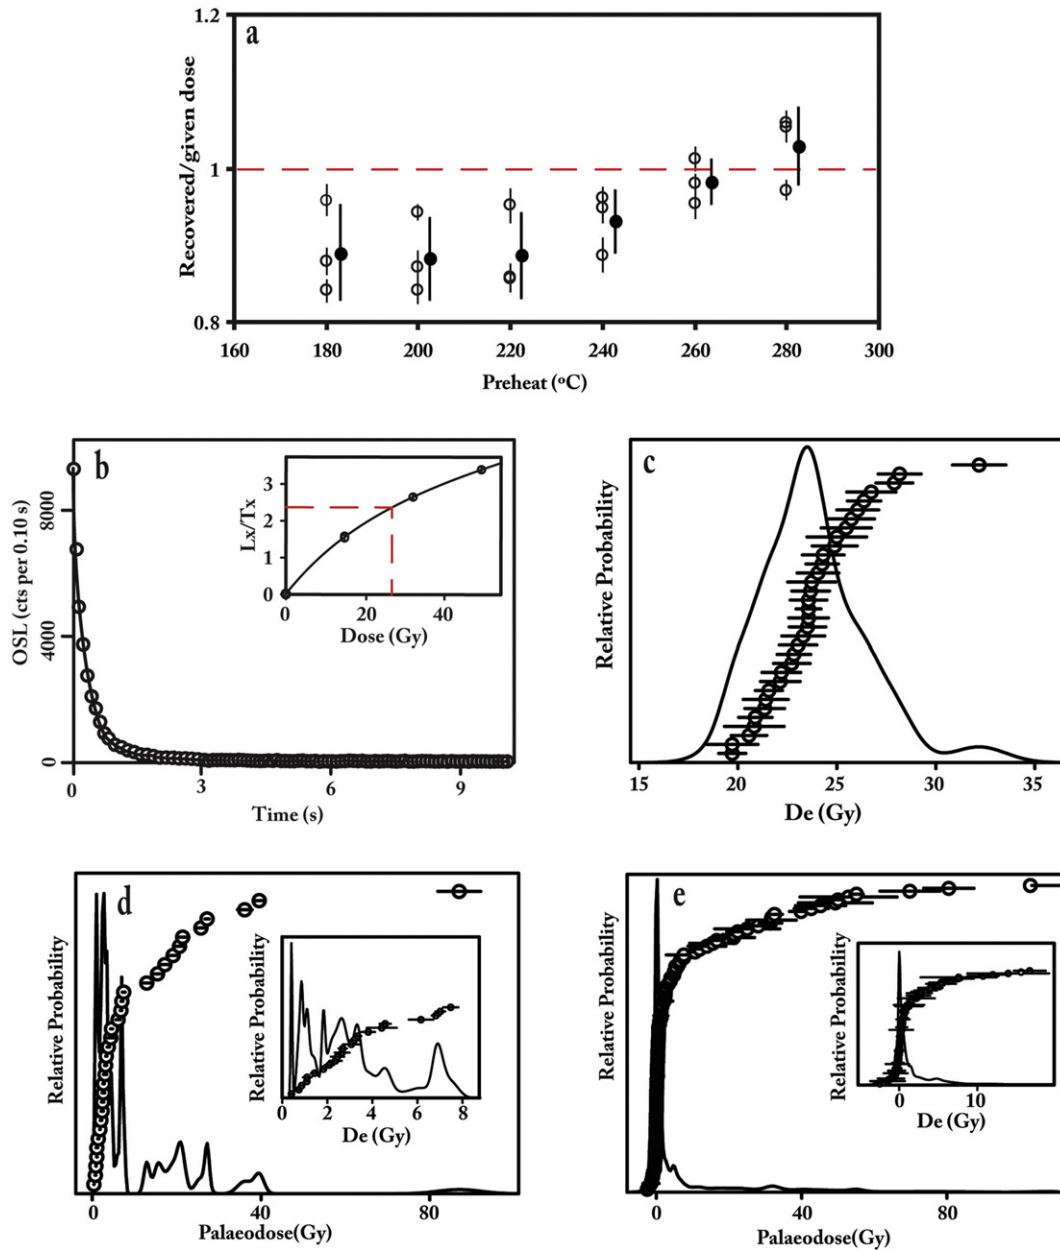 a
1.2
1
0.8
Recovered/given dose
160 180 200 220 240 260 280 300
Preheat (ºC)
b
OSL (cts per 0.10 s)
8000
4000
0
0 3 6 9
Time (s)
Lx/Tx
3
2
1
0
0 20 40
Dose (Gy)
c
Relative Probability
15 20 25 30 35
De (Gy)
d
Relative Probability
0 40 80
Palaeodose(Gy)
Relative Probability
0 2 4 6 8
De (Gy)
e
Relative Probability
0 40 80
Palaeodose(Gy)
Relative Probability
0 10
De (Gy)